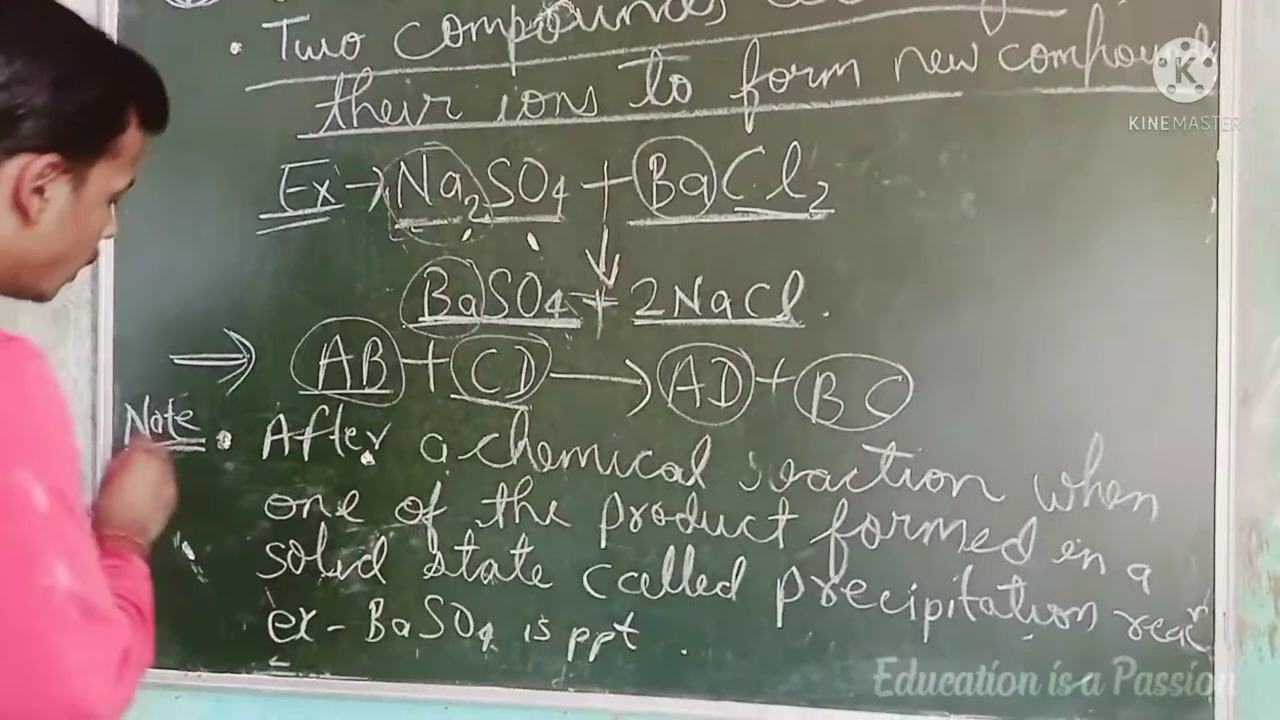 • Two compounds
their ions to form new compound
KINEMASTER
Ex → Na₂SO₄ + BaCl₂
↓
BaSO₄ + 2NaCl.
⇒ AB + CD → AD + BC
Note • After a chemical reaction when
one of the product formed in a
solid state called precipitation reacⁿ
ex - BaSO₄ is ppt.
Education is a Passion